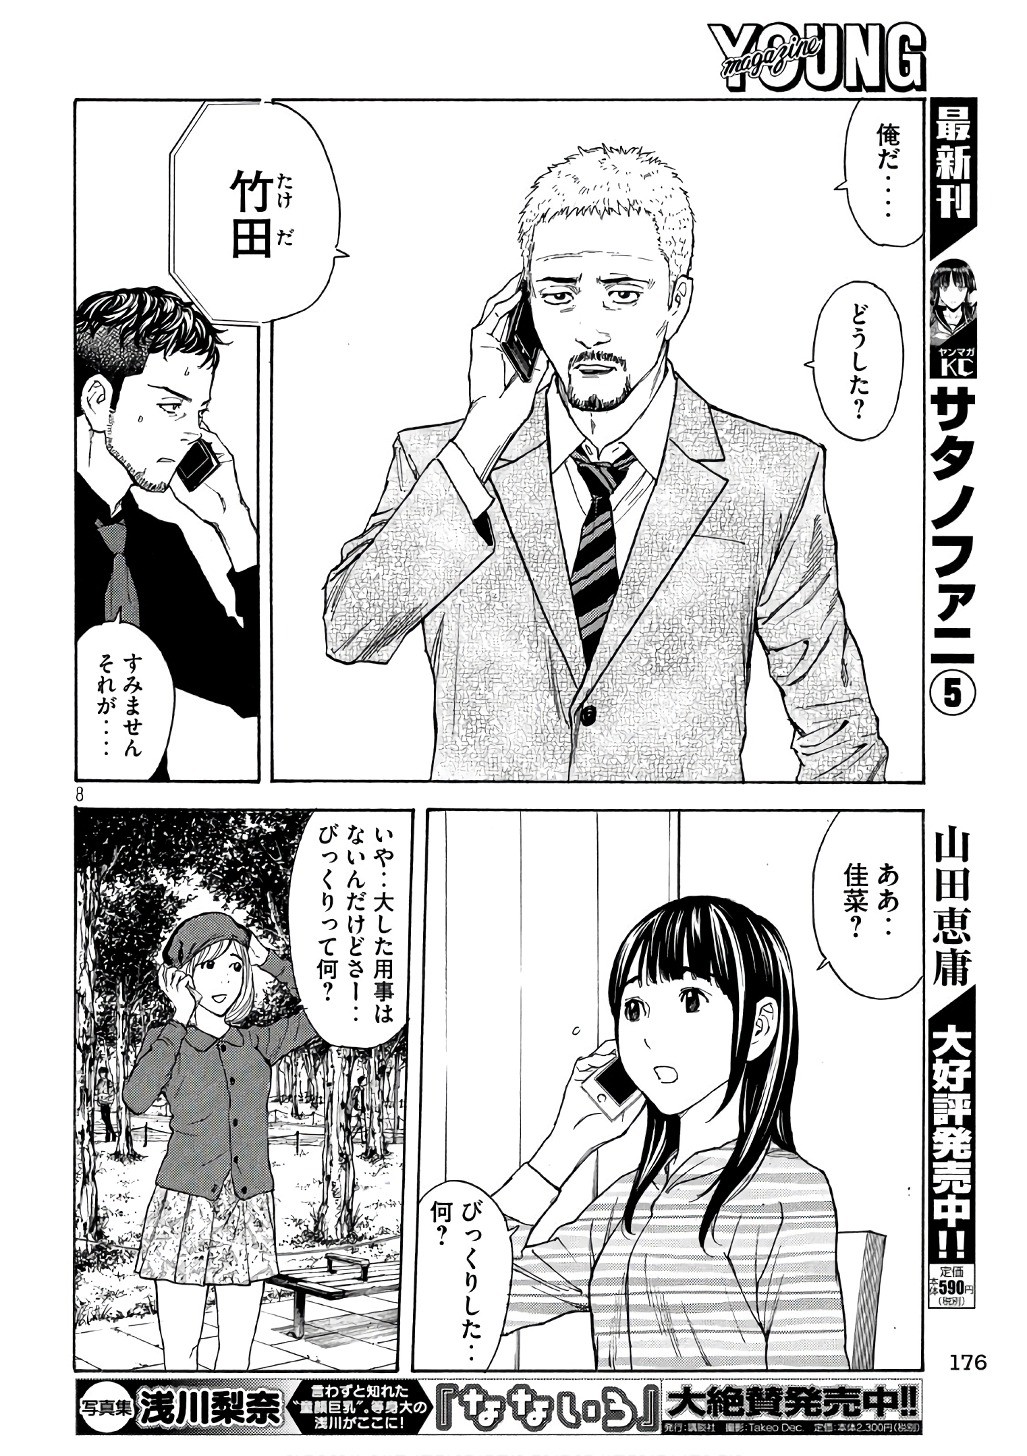 YOUNG
magazine
俺だ‥‥
どうした?
竹田
たけだ
すみません
それが‥‥
8
ああ‥
佳菜?
びっくりした‥
何?
いや‥大した用事は
ないんだけどさー‥
びっくりって何?
最新刊
ヤンマガ
KC
サタノファニ⑤
山田恵庸
大好評発売中!!
定価
本体590円
(税別)
176
写真集
浅川梨奈
言わずと知れた
“童顔巨乳”。等身大の
浅川がここに!
『なないろ』
大絶賛発売中!!
発行:講談社 撮影:Takeo Dec. 定価:本体2,300円(税別)